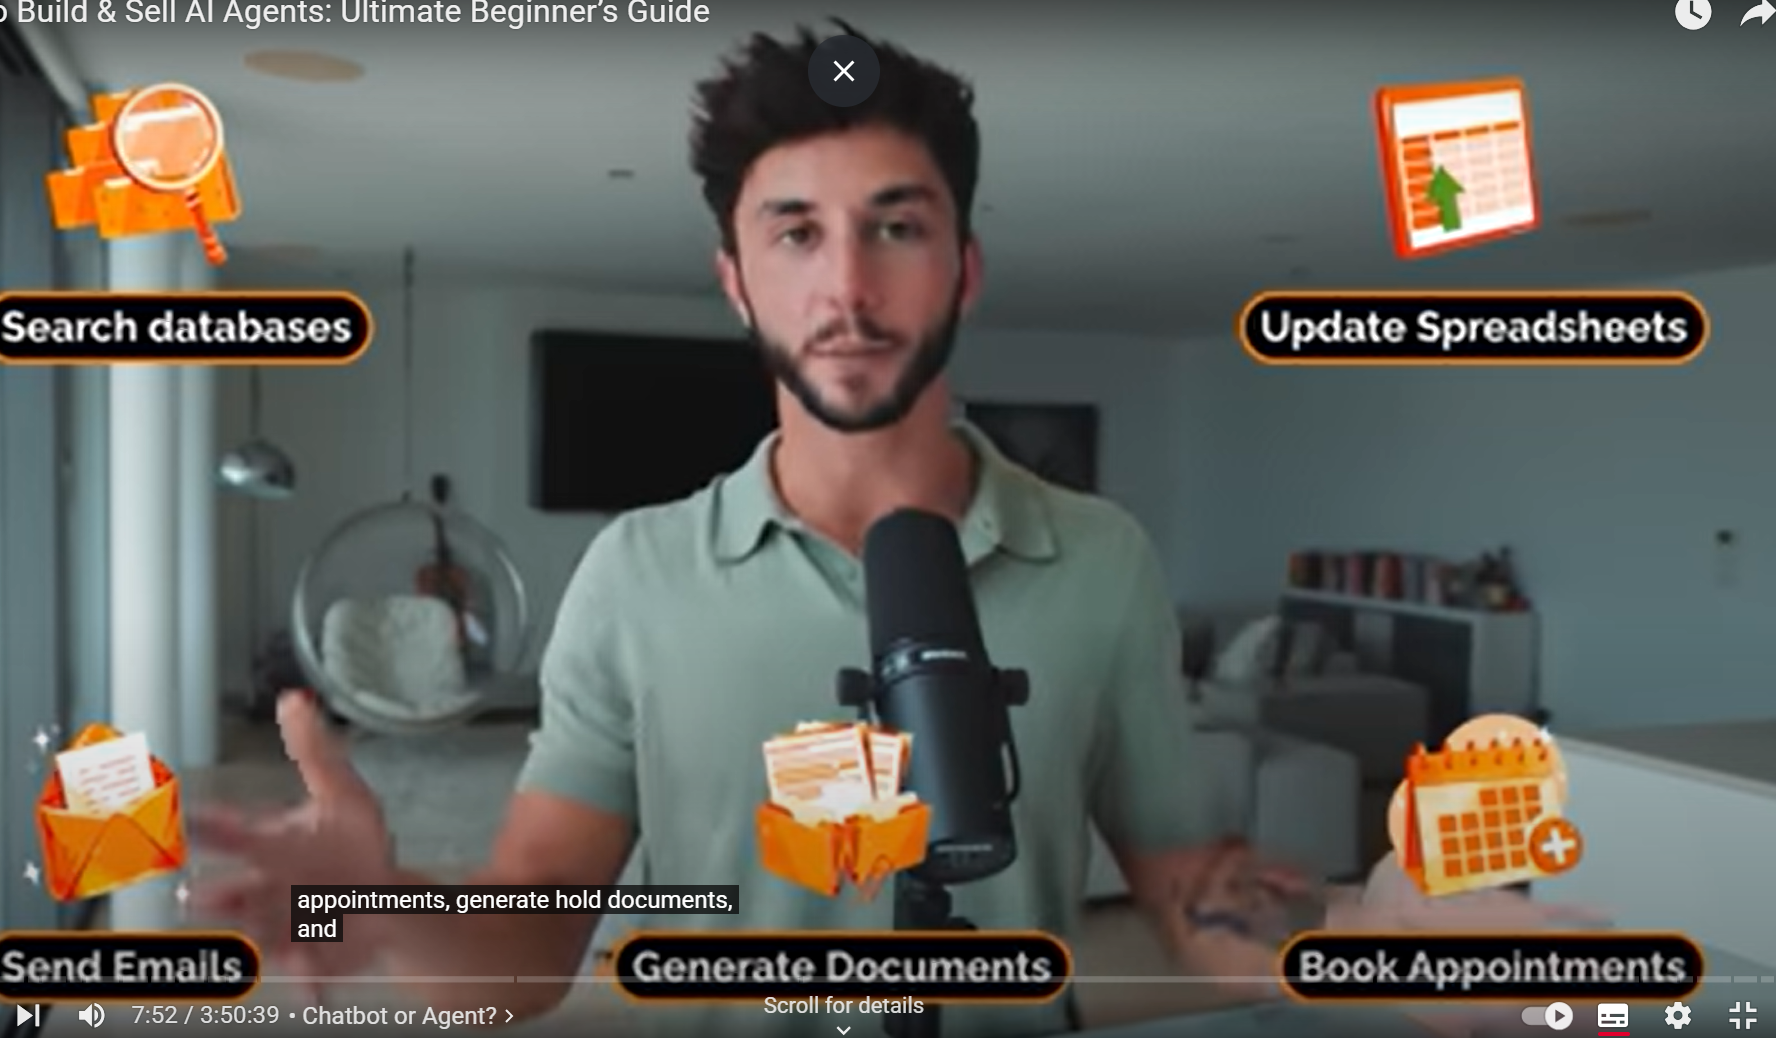 Build & Sell AI Agents: Ultimate Beginner's Guide
Search databases
Update Spreadsheets
appointments, generate hold documents,
and
Send Emails
Generate Documents
Book Appointments
7:52 / 3:50:39 • Chatbot or Agent? >
Scroll for details